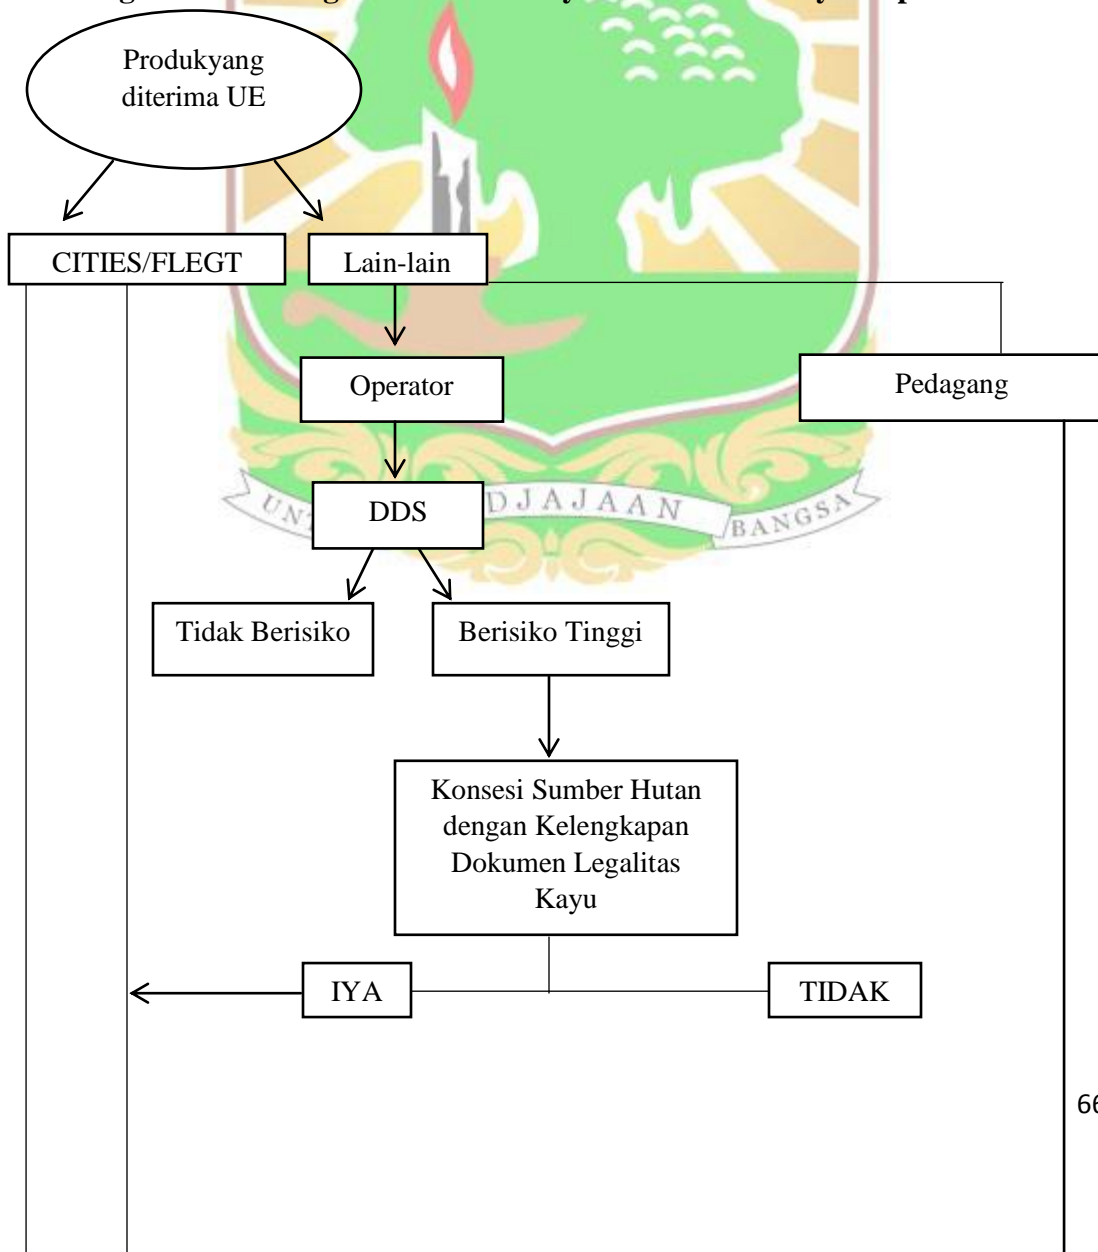 Produkyang
diterima UE
CITIES/FLEGT
Lain-lain
Operator
Pedagang
DDS
DJAJAAN
BANGSA
Tidak Berisiko
Berisiko Tinggi
Konsesi Sumber Hutan
dengan Kelengkapan
Dokumen Legalitas
Kayu
IYA
TIDAK